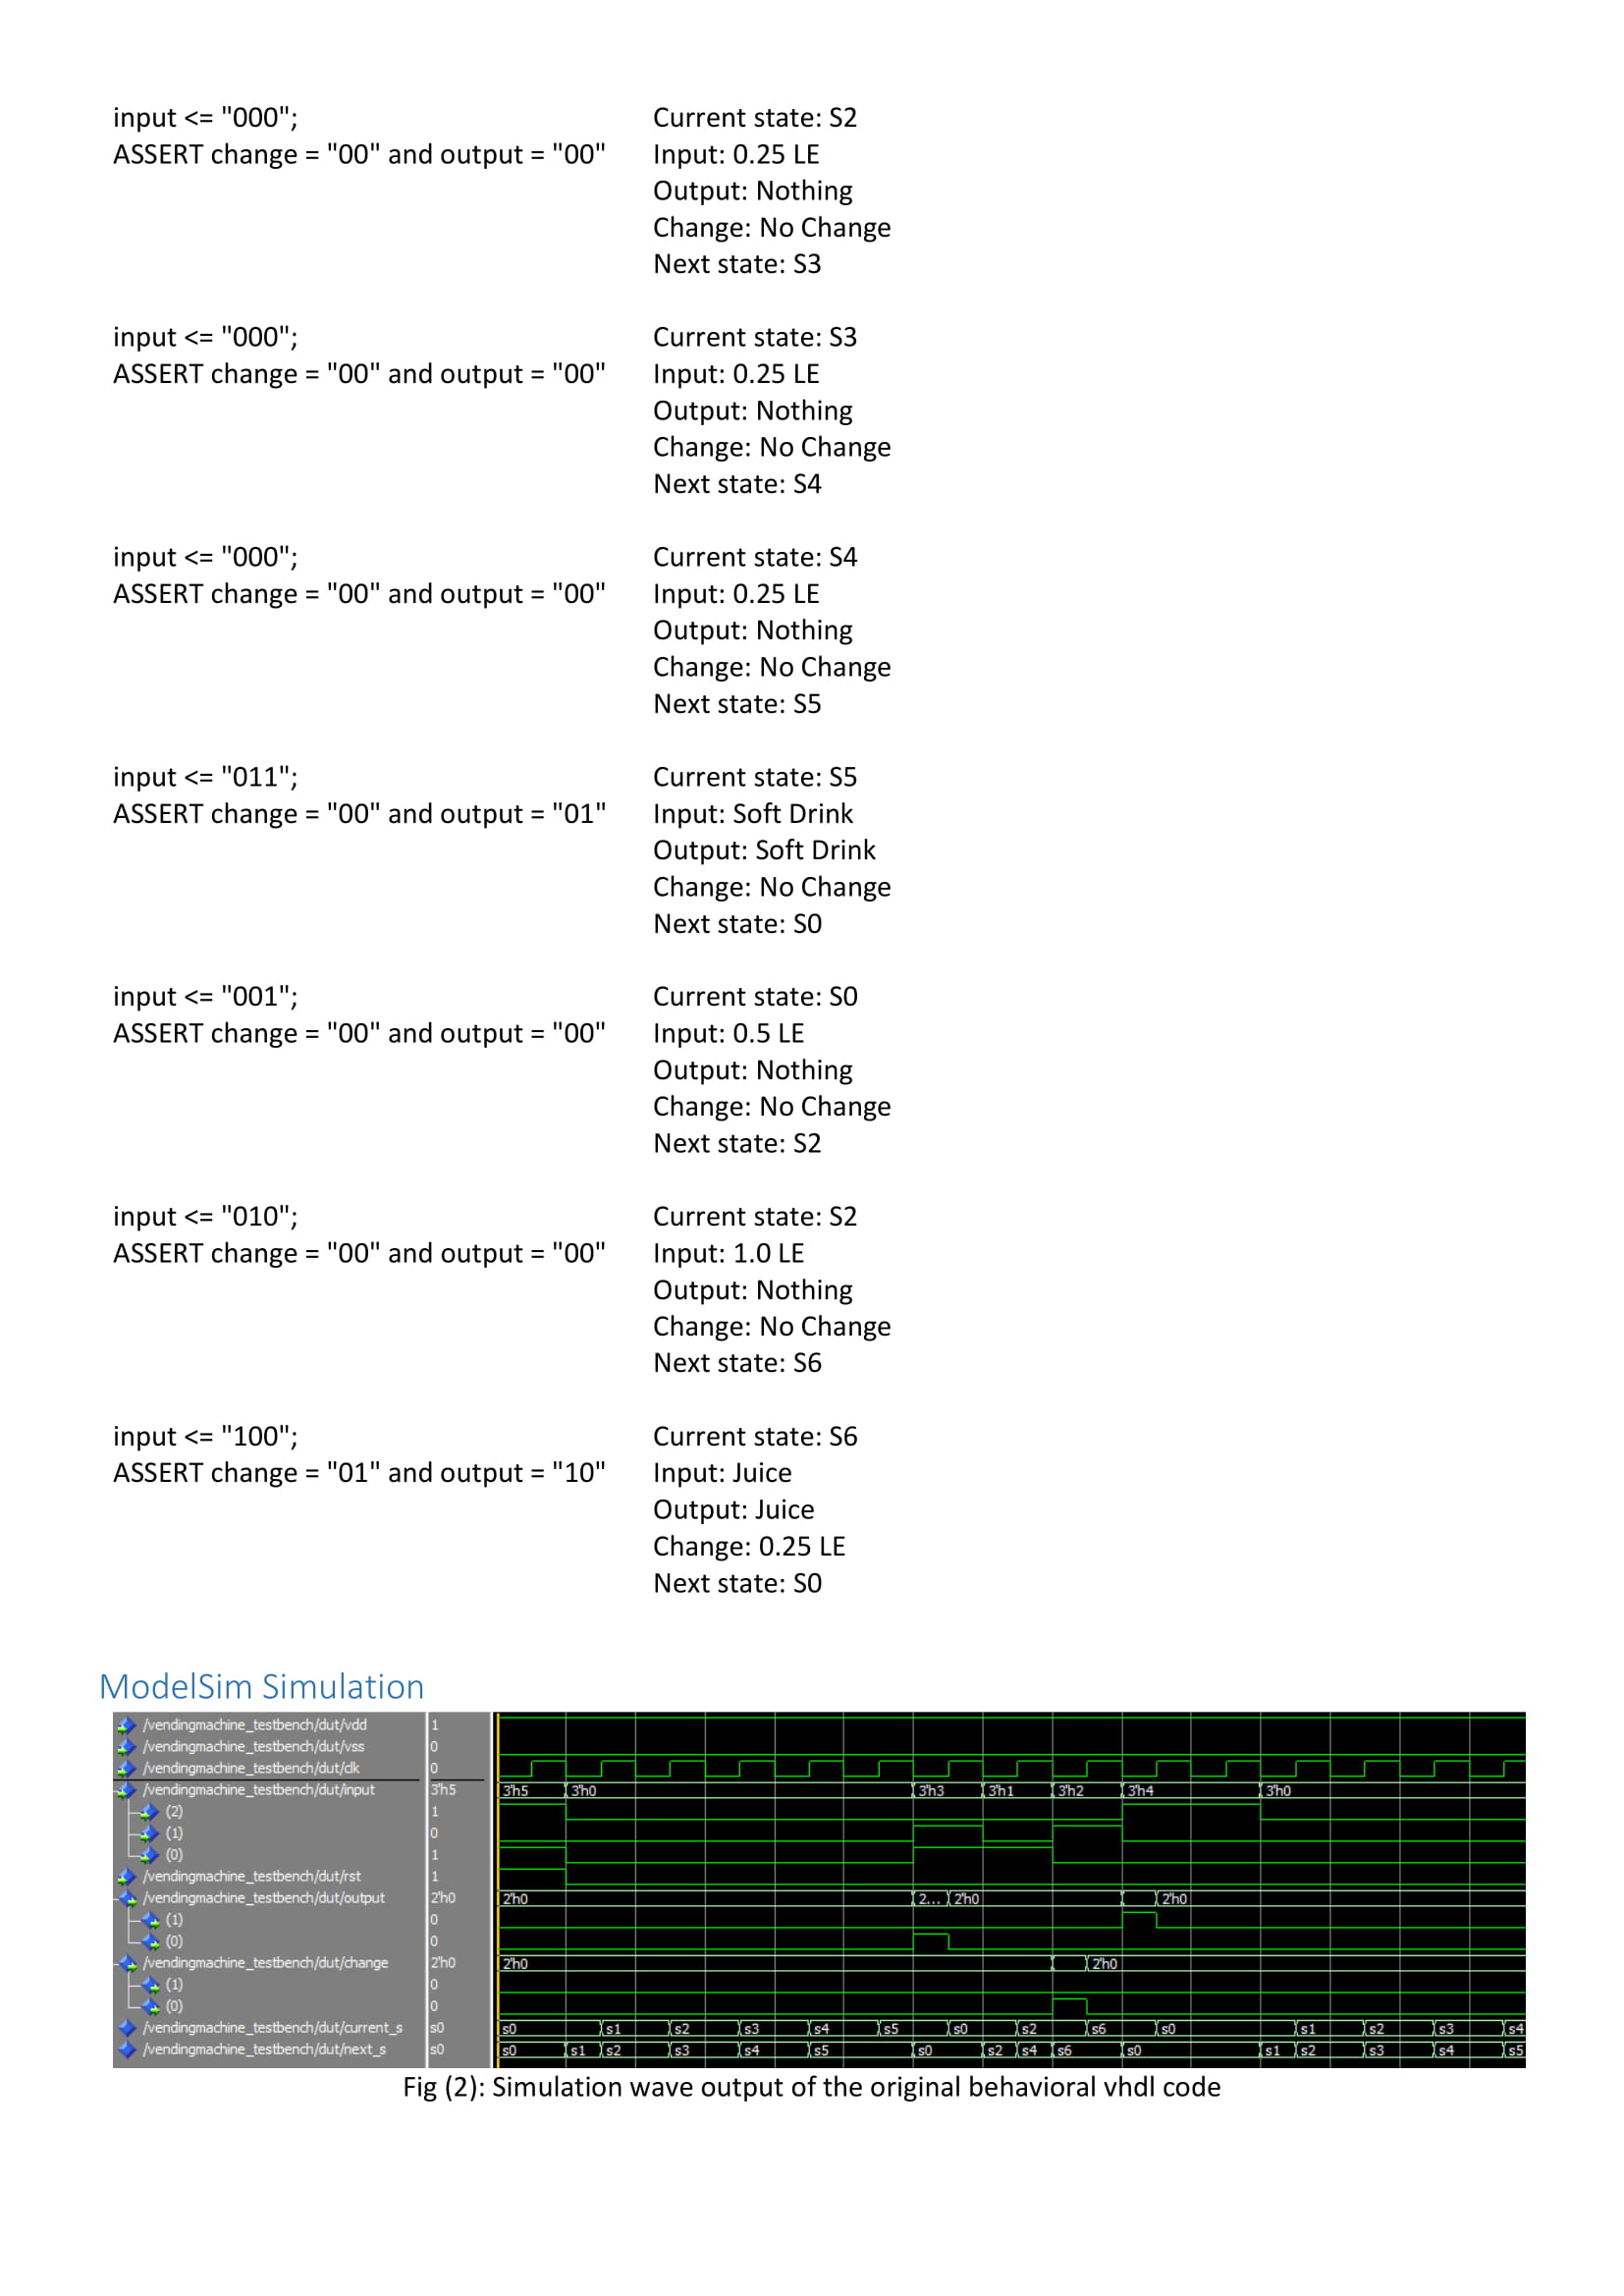 input <= "000";    Current state: S2
ASSERT change = "00" and output = "00"    Input: 0.25 LE
Output: Nothing
Change: No Change
Next state: S3
input <= "000";    Current state: S3
ASSERT change = "00" and output = "00"    Input: 0.25 LE
Output: Nothing
Change: No Change
Next state: S4
input <= "000";    Current state: S4
ASSERT change = "00" and output = "00"    Input: 0.25 LE
Output: Nothing
Change: No Change
Next state: S5
input <= "011";    Current state: S5
ASSERT change = "00" and output = "01"    Input: Soft Drink
Output: Soft Drink
Change: No Change
Next state: S0
input <= "001";    Current state: S0
ASSERT change = "00" and output = "00"    Input: 0.5 LE
Output: Nothing
Change: No Change
Next state: S2
input <= "010";    Current state: S2
ASSERT change = "00" and output = "00"    Input: 1.0 LE
Output: Nothing
Change: No Change
Next state: S6
input <= "100";    Current state: S6
ASSERT change = "01" and output = "10"    Input: Juice
Output: Juice
Change: 0.25 LE
Next state: S0
ModelSim Simulation
/vendingmachine_testbench/dut/vdd 1
/vendingmachine_testbench/dut/vss 0
/vendingmachine_testbench/dut/clk 0
/vendingmachine_testbench/dut/input 3'h5 3'h5 3'h0 3'h3 3'h1 3'h2 3'h4 3'h0
(2) 1
(1) 0
(0) 1
/vendingmachine_testbench/dut/rst 1
/vendingmachine_testbench/dut/output 2'h0 2'h0 2... 2'h0 2'h0
(1) 0
(0) 0
/vendingmachine_testbench/dut/change 2'h0 2'h0 2'h0
(1) 0
(0) 0
/vendingmachine_testbench/dut/current_s s0 s0 s1 s2 s3 s4 s5 s0 s2 s6 s0 s1 s2 s3 s4
/vendingmachine_testbench/dut/next_s s0 s0 s1 s2 s3 s4 s5 s0 s2 s4 s6 s0 s1 s2 s3 s4 s5
Fig (2): Simulation wave output of the original behavioral vhdl code